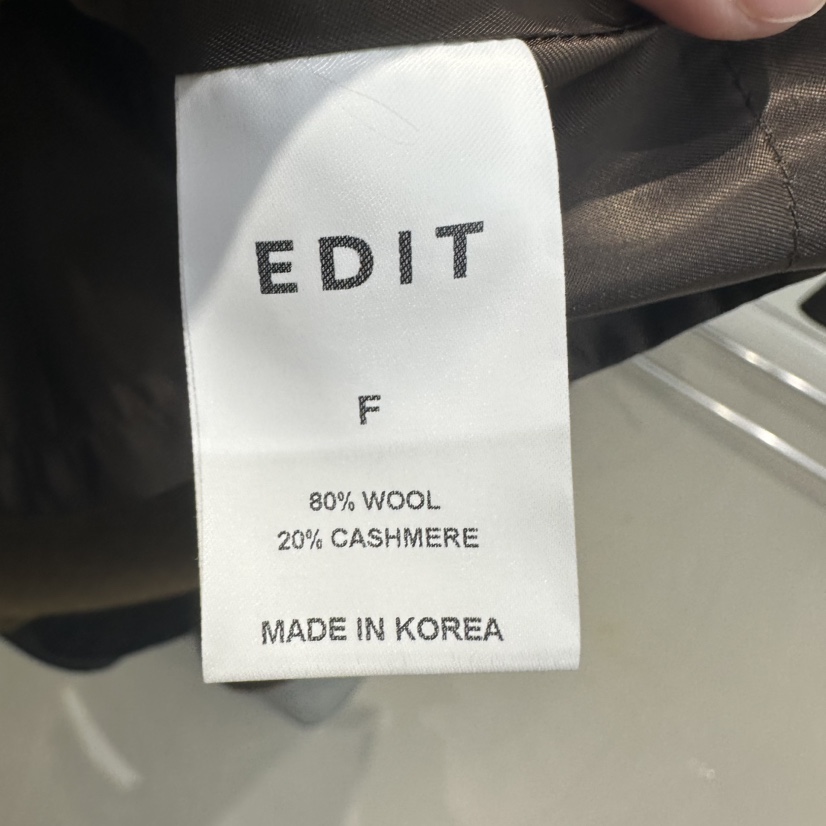 EDIT
F
80% WOOL
20% CASHMERE
MADE IN KOREA